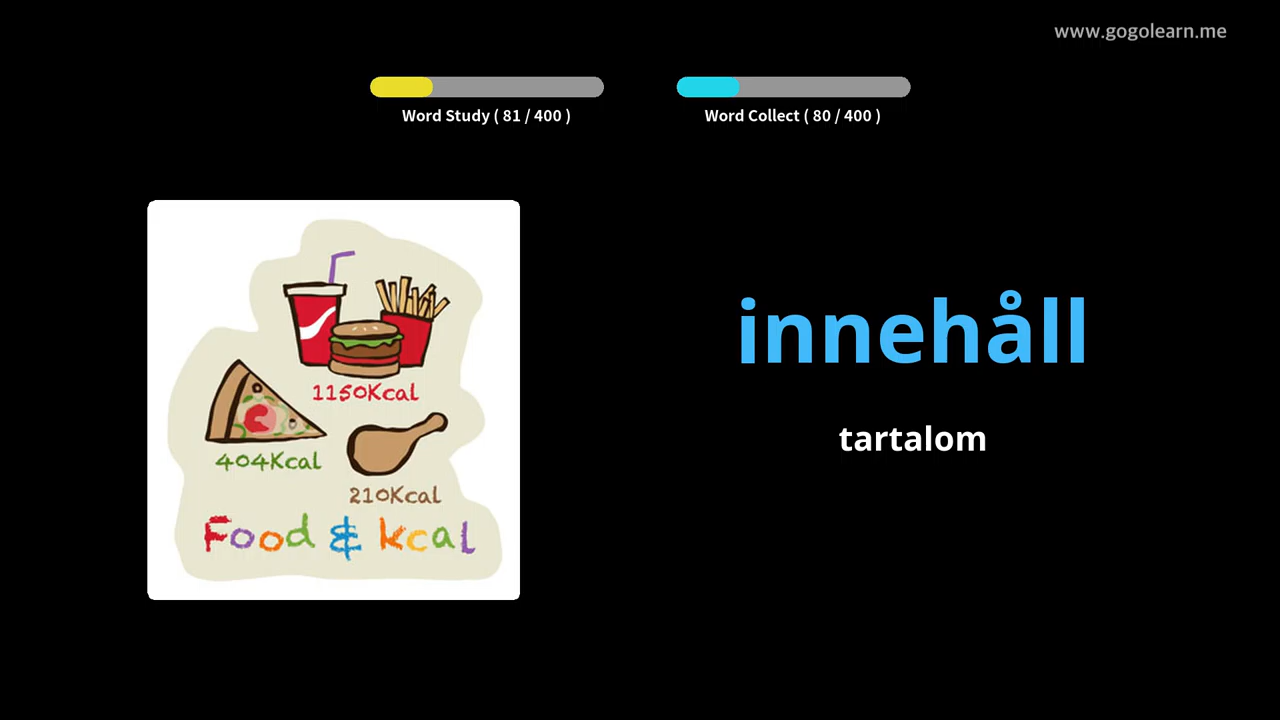 www.gogolearn.me
Word Study ( 81 / 400 )
Word Collect ( 80 / 400 )
1150Kcal
404Kcal
210Kcal
Food & kcal
innehåll
tartalom